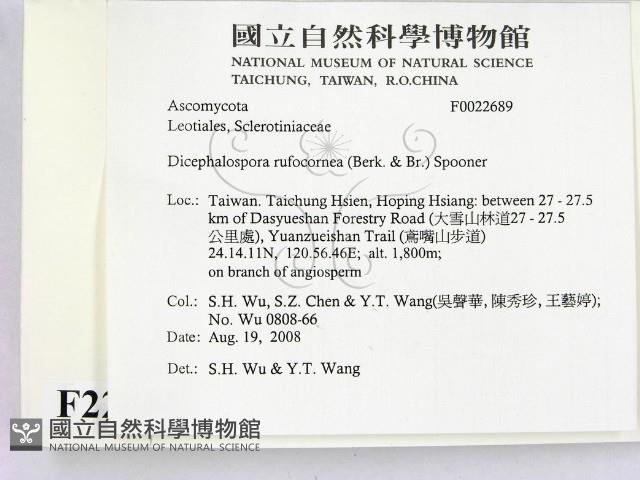 國立自然科學博物館
NATIONAL MUSEUM OF NATURAL SCIENCE
TAICHUNG, TAIWAN, R.O.CHINA
Ascomycota F0022689
Leotiales, Sclerotiniaceae
Dicephalospora rufocornea (Berk. & Br.) Spooner
Loc.: Taiwan. Taichung Hsien, Hoping Hsiang: between 27 - 27.5
km of Dasyueshan Forestry Road (大雪山林道27 - 27.5
公里處), Yuanzueishan Trail (鳶嘴山步道)
24.14.11N, 120.56.46E; alt. 1,800m;
on branch of angiosperm
Col.: S.H. Wu, S.Z. Chen & Y.T. Wang(吳聲華, 陳秀珍, 王藝婷);
No. Wu 0808-66
Date: Aug. 19, 2008
Det.: S.H. Wu & Y.T. Wang
F22
國立自然科學博物館
NATIONAL MUSEUM OF NATURAL SCIENCE